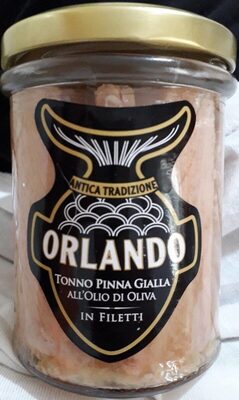 ANTICA TRADIZIONE
ORLANDO
TONNO PINNA GIALLA
ALL'OLIO DI OLIVA
IN FILETTI